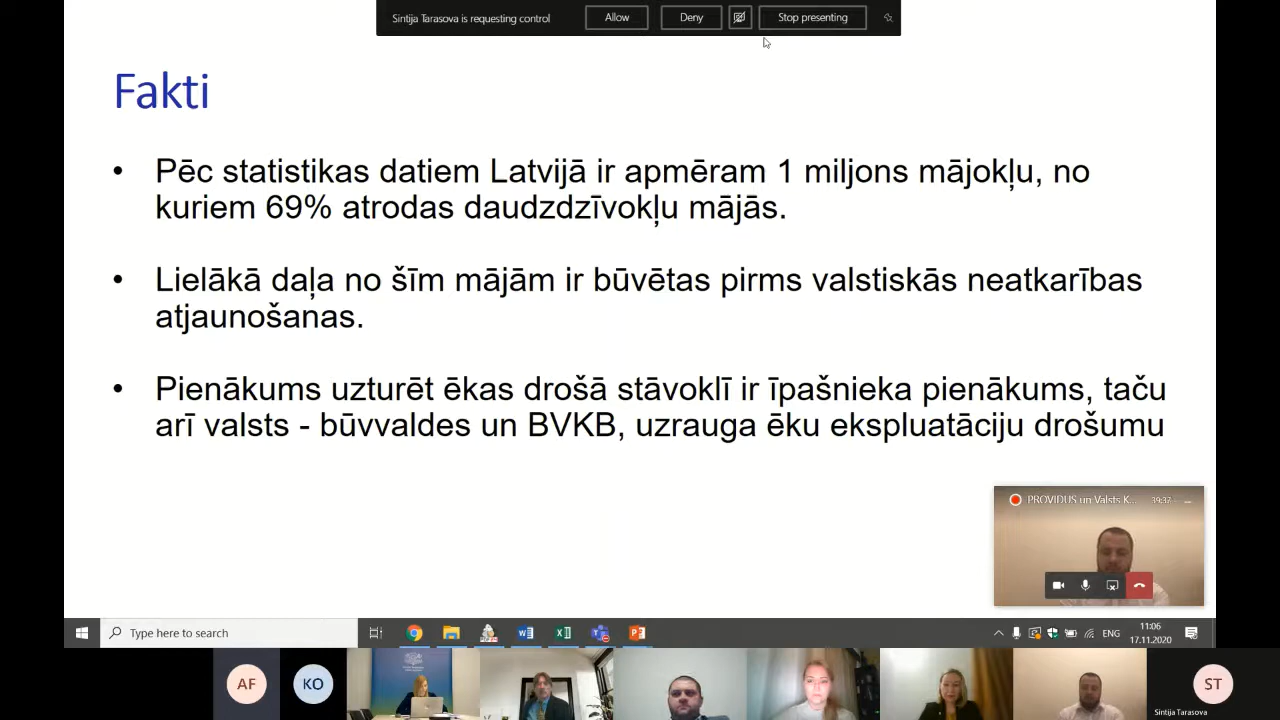 Sintija Tarasova is requesting control
Allow
Deny
Stop presenting
Fakti
• Pēc statistikas datiem Latvijā ir apmēram 1 miljons mājokļu, no
kuriem 69% atrodas daudzdzīvokļu mājās.
• Lielākā daļa no šīm mājām ir būvētas pirms valstiskās neatkarības
atjaunošanas.
• Pienākums uzturēt ēkas drošā stāvoklī ir īpašnieka pienākums, taču
arī valsts - būvvaldes un BVKB, uzrauga ēku ekspluatāciju drošumu
PROVIDUS un Valsts K...
39:37
Type here to search
ENG
11:06
17.11.2020
AF
KO
ST
Sintija Tarasova